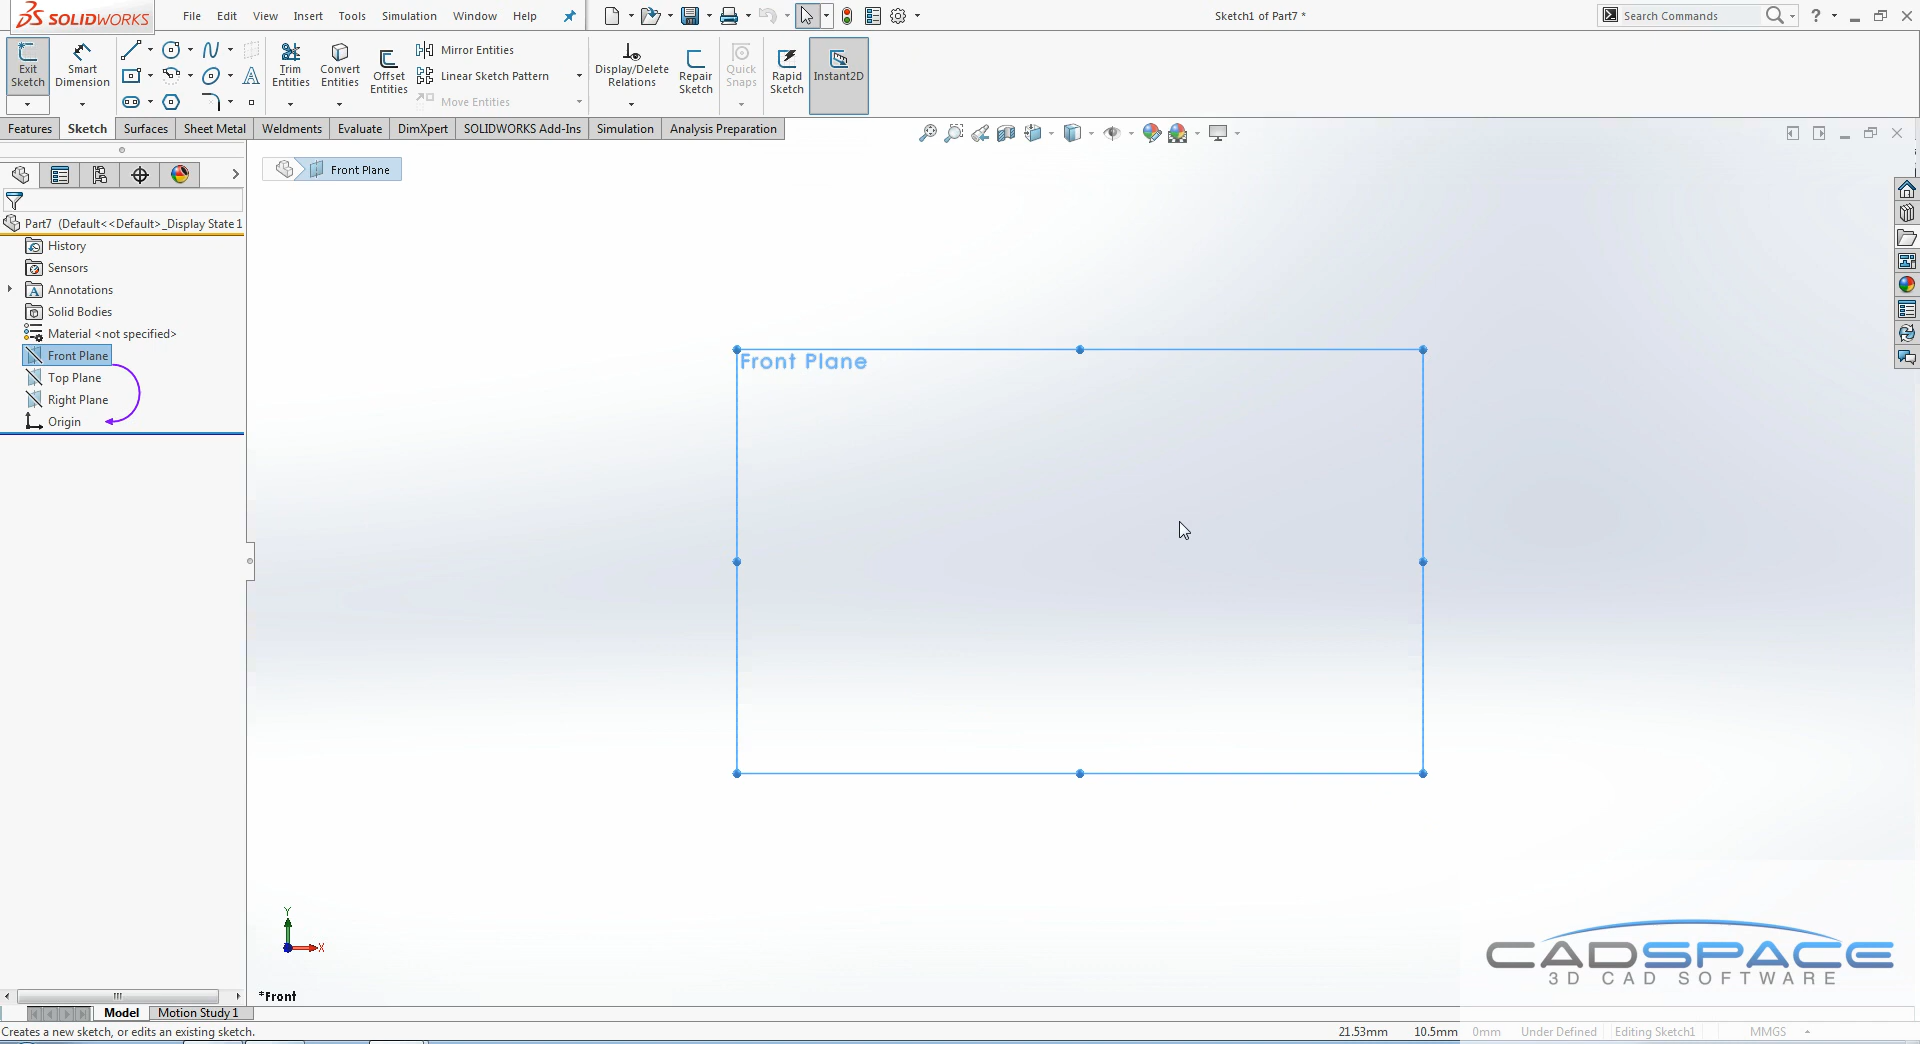 SOLIDWORKS
File Edit View Insert Tools Simulation Window Help
Sketch1 of Part7 *
Search Commands
Exit Sketch
Smart Dimension
Trim Entities
Convert Entities
Offset Entities
Mirror Entities
Linear Sketch Pattern
Move Entities
Display/Delete Relations
Repair Sketch
Quick Snaps
Rapid Sketch
Instant2D
Features Sketch Surfaces Sheet Metal Weldments Evaluate DimXpert SOLIDWORKS Add-Ins Simulation Analysis Preparation
Front Plane
Part7 (Default<<Default>_Display State 1
History
Sensors
Annotations
Solid Bodies
Material <not specified>
Front Plane
Top Plane
Right Plane
Origin
Front Plane
Y
X
*Front
CADSPACE
3D CAD SOFTWARE
Model Motion Study 1
Creates a new sketch, or edits an existing sketch.
21.53mm 10.5mm 0mm Under Defined Editing Sketch1 MMGS